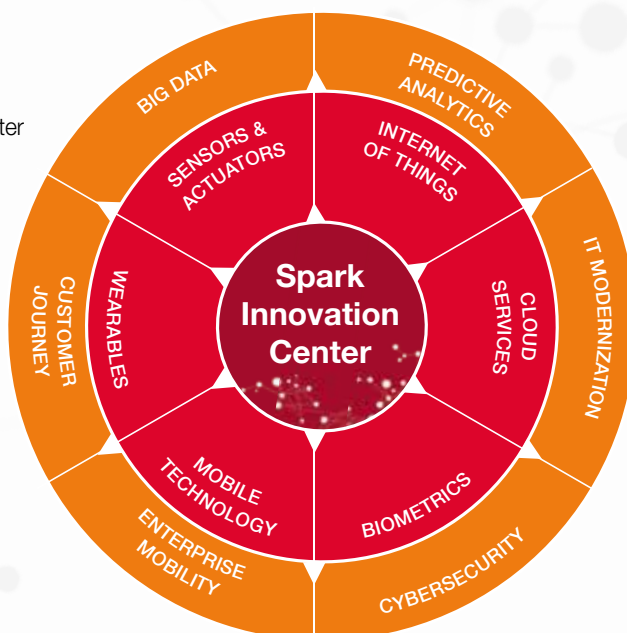 ter
BIG DATA
PREDICTIVE
ANALYTICS
IT MODERNIZATION
CYBERSECURITY
ENTERPRISE
MOBILITY
CUSTOMER
JOURNEY
SENSORS &
ACTUATORS
INTERNET
OF THINGS
CLOUD
SERVICES
BIOMETRICS
MOBILE
TECHNOLOGY
WEARABLES
Spark
Innovation
Center